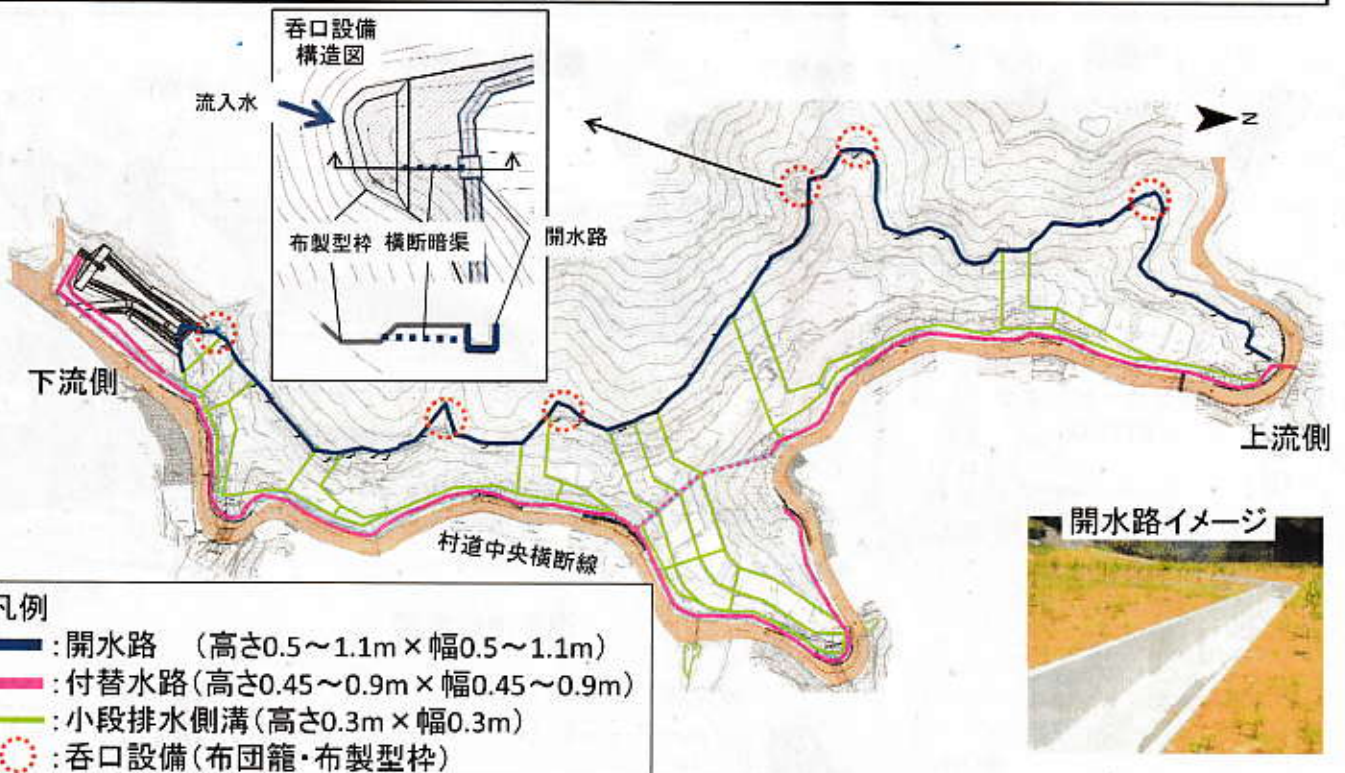 呑口設備
構造図
流入水
布製型枠 横断暗渠
開水路
N
下流側
上流側
村道中央横断線
開水路イメージ
凡例
:開水路 (高さ0.5～1.1m×幅0.5～1.1m)
:付替水路(高さ0.45～0.9m×幅0.45～0.9m)
:小段排水側溝(高さ0.3m×幅0.3m)
:呑口設備(布団籠・布製型枠)